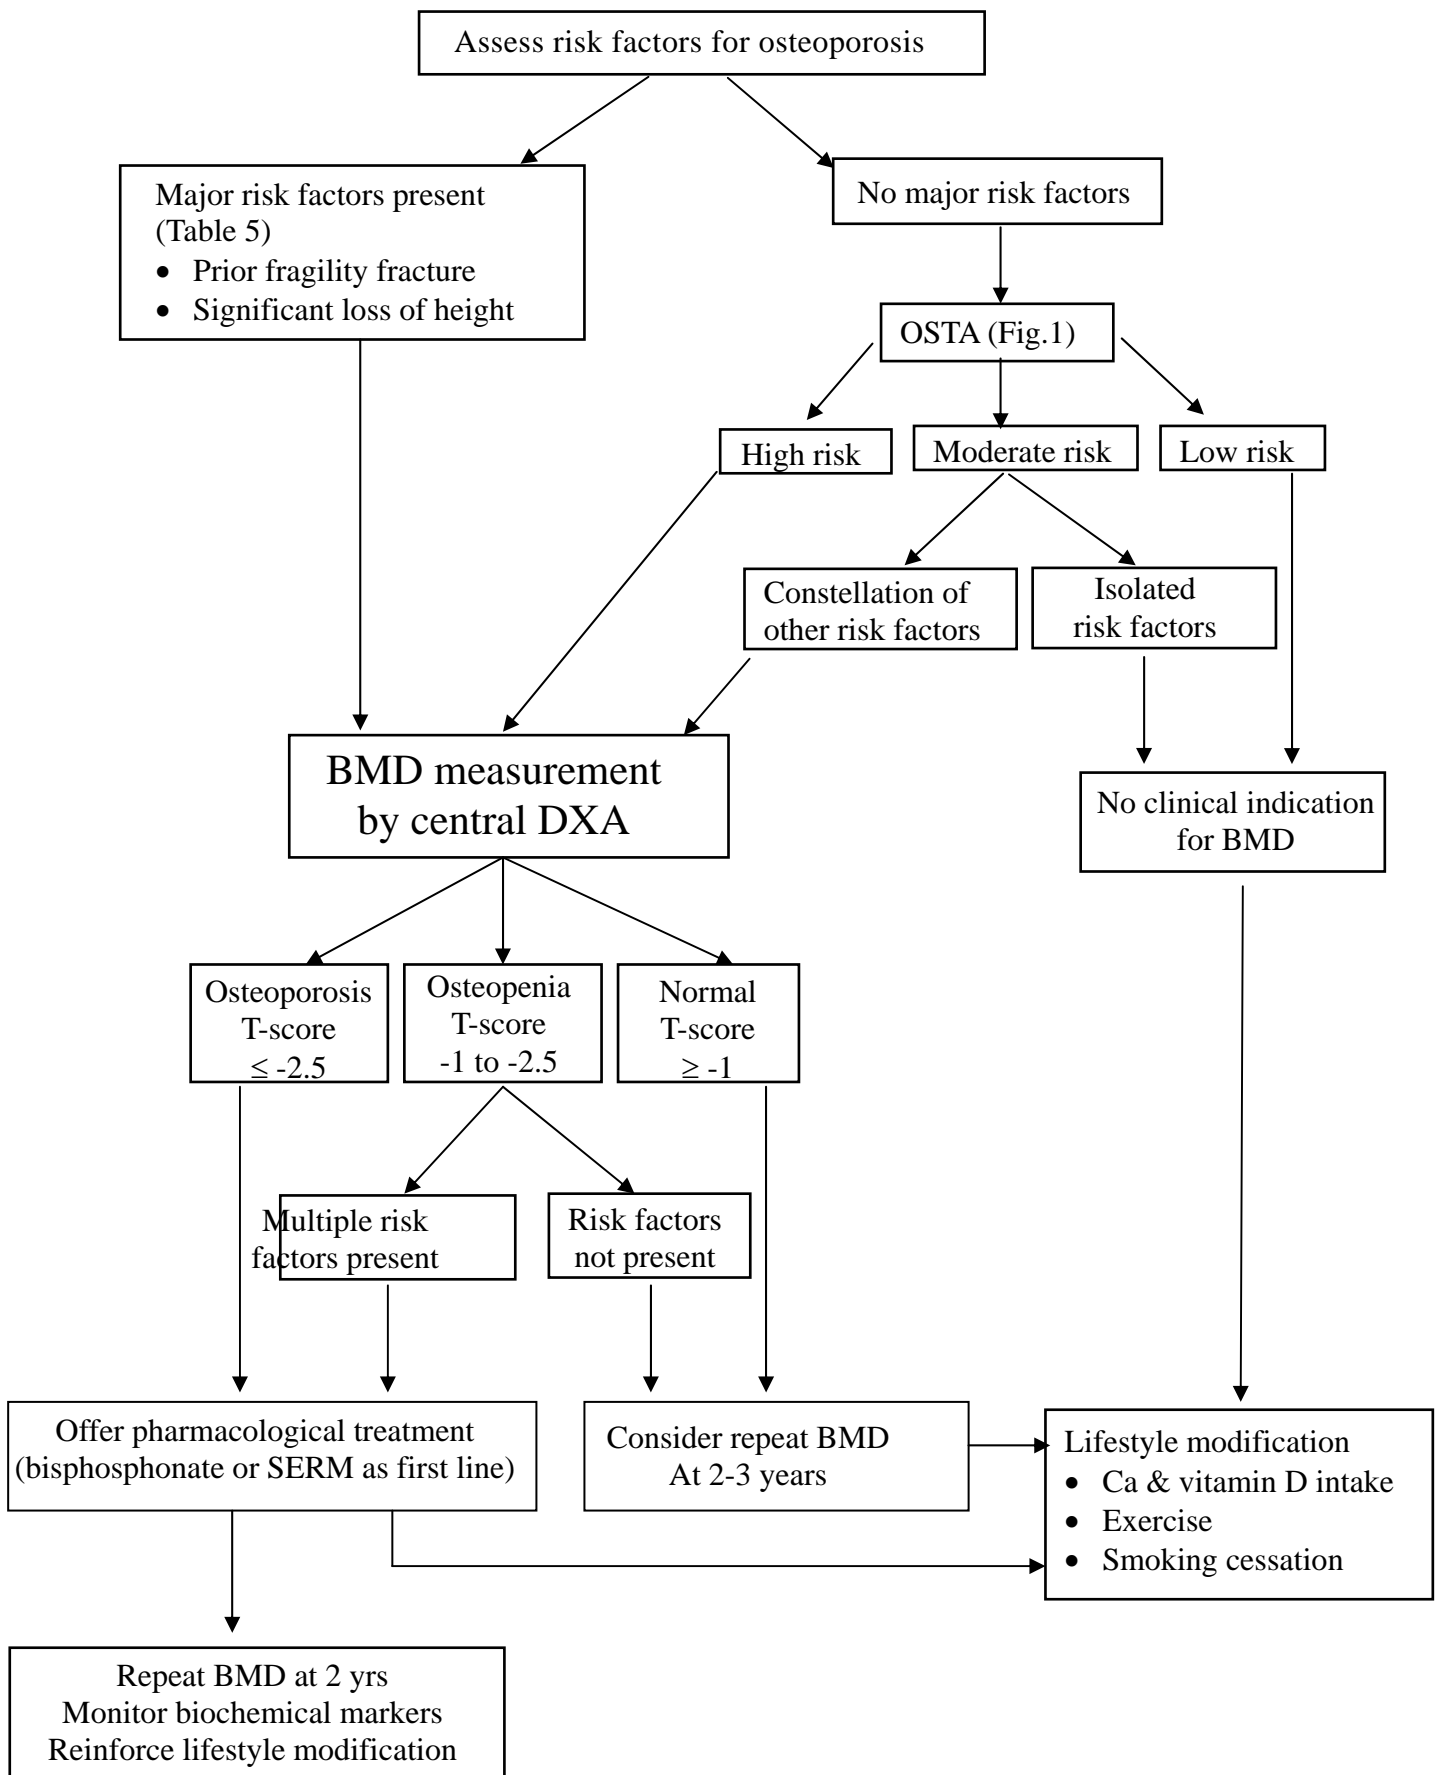 Assess risk factors for osteoporosis
Major risk factors present
(Table 5)
• Prior fragility fracture
• Significant loss of height
No major risk factors
OSTA (Fig.1)
High risk
Moderate risk
Low risk
Constellation of
other risk factors
Isolated
risk factors
BMD measurement
by central DXA
No clinical indication
for BMD
Osteoporosis
T-score
≤ -2.5
Osteopenia
T-score
-1 to -2.5
Normal
T-score
≥ -1
Multiple risk
factors present
Risk factors
not present
Offer pharmacological treatment
(bisphosphonate or SERM as first line)
Consider repeat BMD
At 2-3 years
Lifestyle modification
• Ca & vitamin D intake
• Exercise
• Smoking cessation
Repeat BMD at 2 yrs
Monitor biochemical markers
Reinforce lifestyle modification